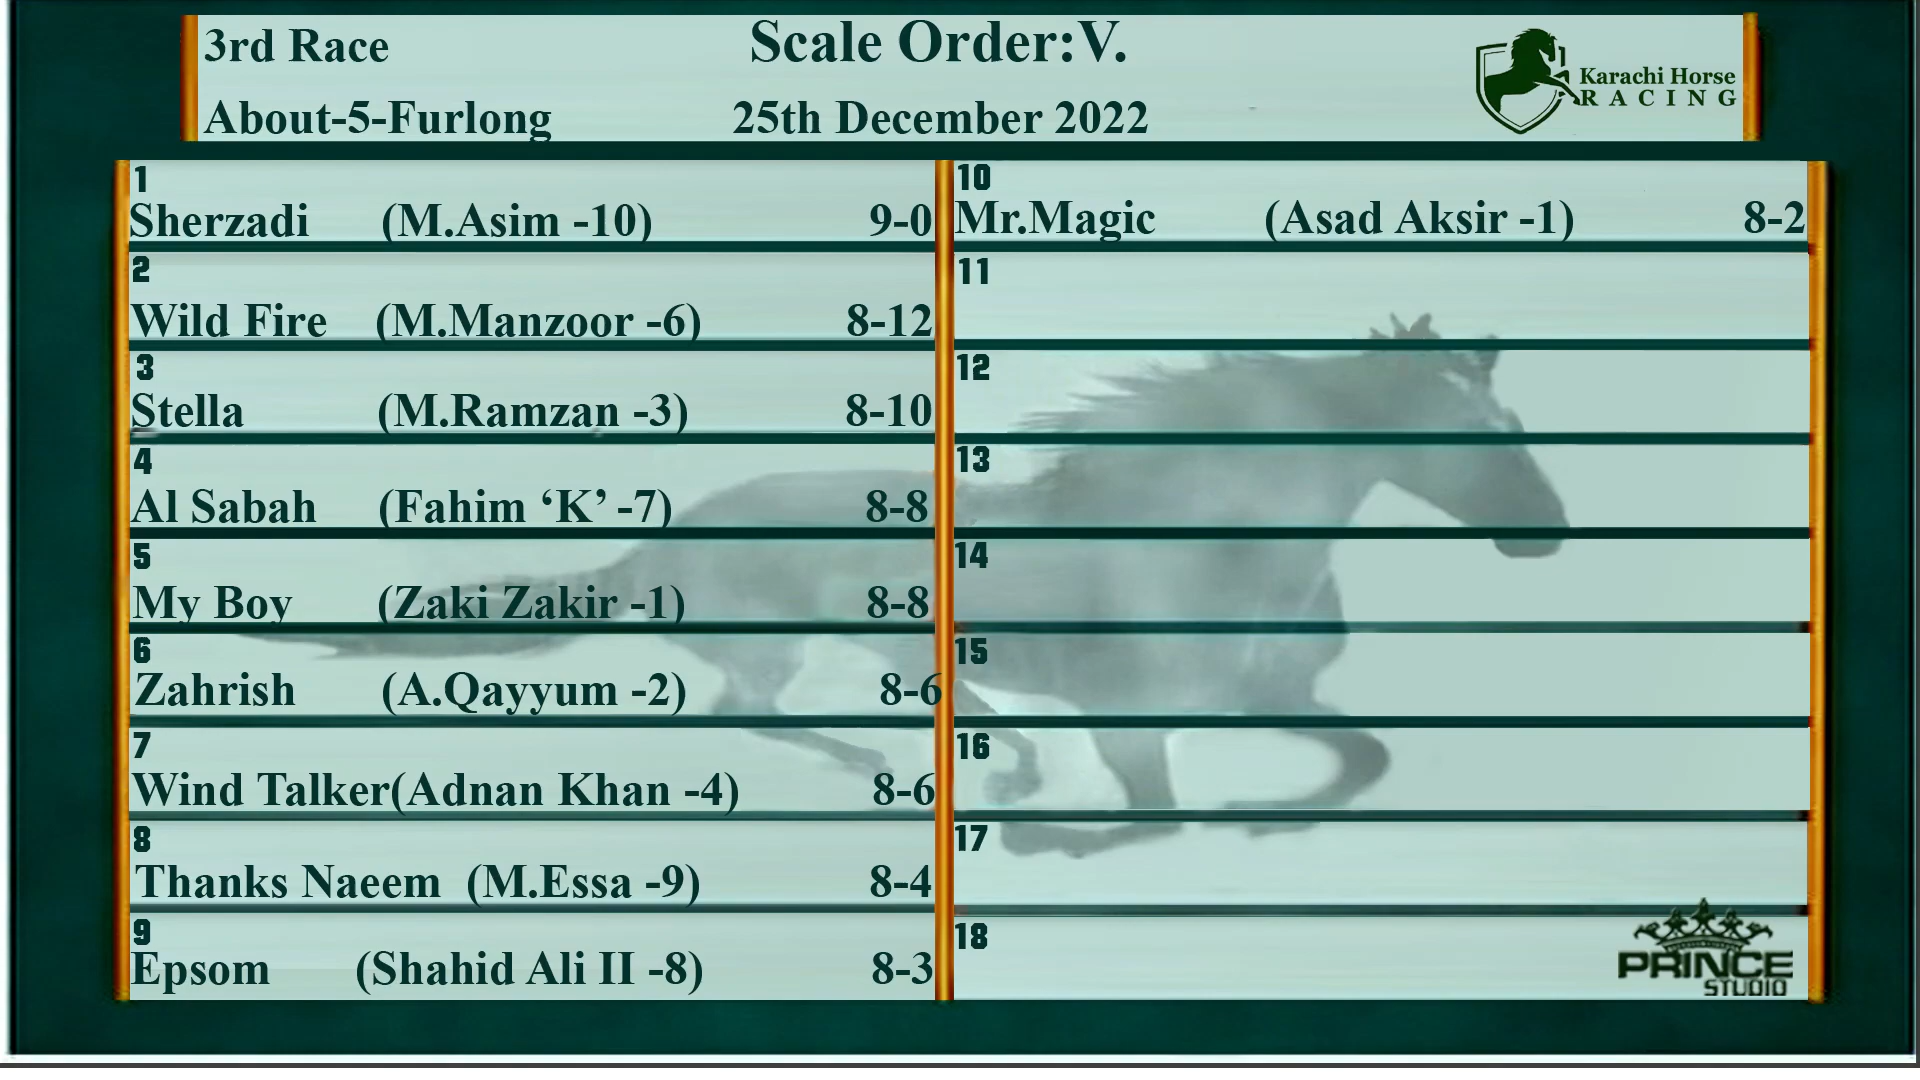 3rd Race
Scale Order:V.
About-5-Furlong
25th December 2022
Karachi Horse
RACING
1
Sherzadi (M.Asim -10) 9-0
2
Wild Fire (M.Manzoor -6) 8-12
3
Stella (M.Ramzan -3) 8-10
4
Al Sabah (Fahim ‘K’ -7) 8-8
5
My Boy (Zaki Zakir -1) 8-8
6
Zahrish (A.Qayyum -2) 8-6
7
Wind Talker(Adnan Khan -4) 8-6
8
Thanks Naeem (M.Essa -9) 8-4
9
Epsom (Shahid Ali II -8) 8-3
10
Mr.Magic (Asad Aksir -1) 8-2
11
12
13
14
15
16
17
18
PRINCE
STUDIO